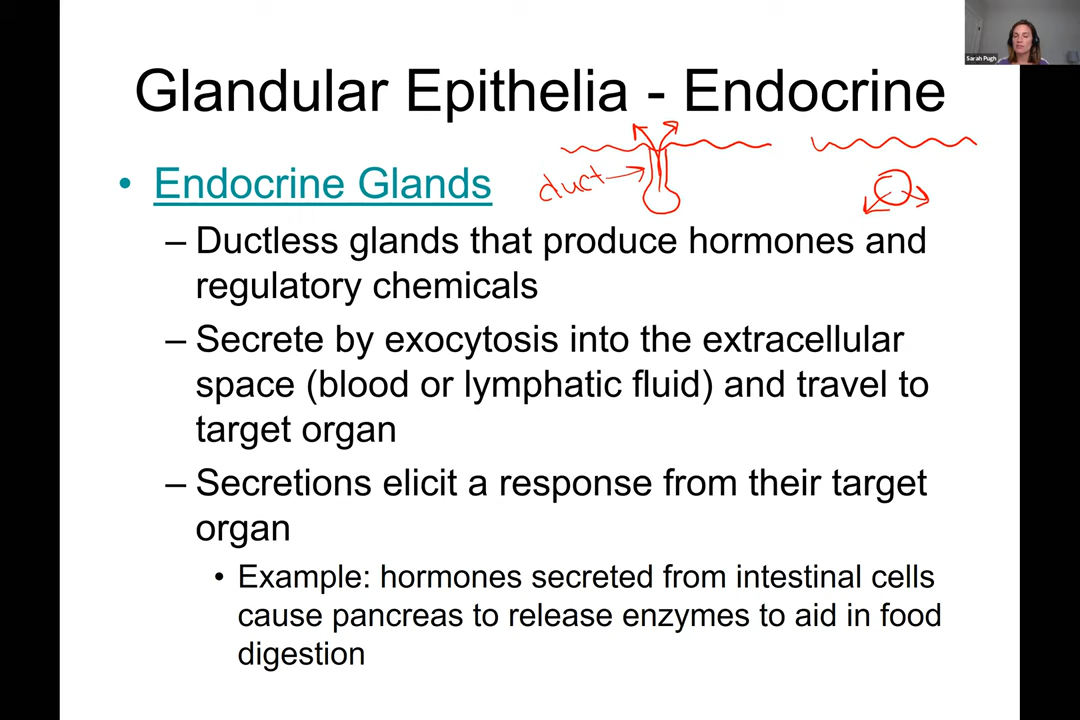 Sarah Pugh
Glandular Epithelia - Endocrine
• Endocrine Glands
duct
– Ductless glands that produce hormones and
regulatory chemicals
– Secrete by exocytosis into the extracellular
space (blood or lymphatic fluid) and travel to
target organ
– Secretions elicit a response from their target
organ
• Example: hormones secreted from intestinal cells
cause pancreas to release enzymes to aid in food
digestion